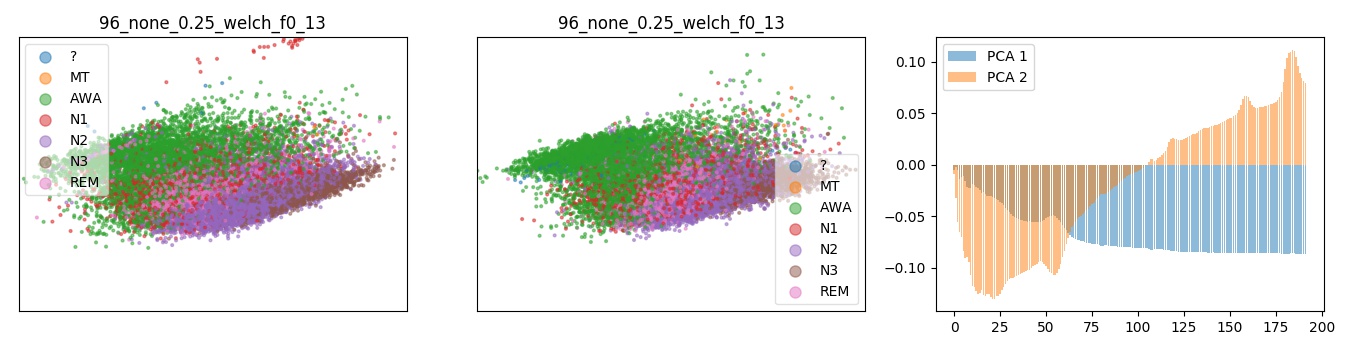 96_none_0.25_welch_f0_13
?
MT
AWA
N1
N2
N3
REM
96_none_0.25_welch_f0_13
?
MT
AWA
N1
N2
N3
REM
PCA 1
PCA 2
0.10
0.05
0.00
−0.05
−0.10
0 25 50 75 100 125 150 175 200